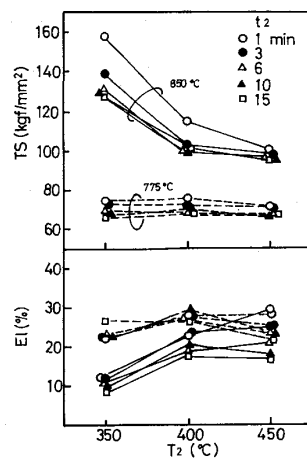 t₂
○ 1 min
● 3
△ 6
▲ 10
□ 15
TS (kgf/mm²)
160
140
120
100
80
60
850 °C
775°C
El (%)
40
30
20
10
350 400 450
T₂ (°C)